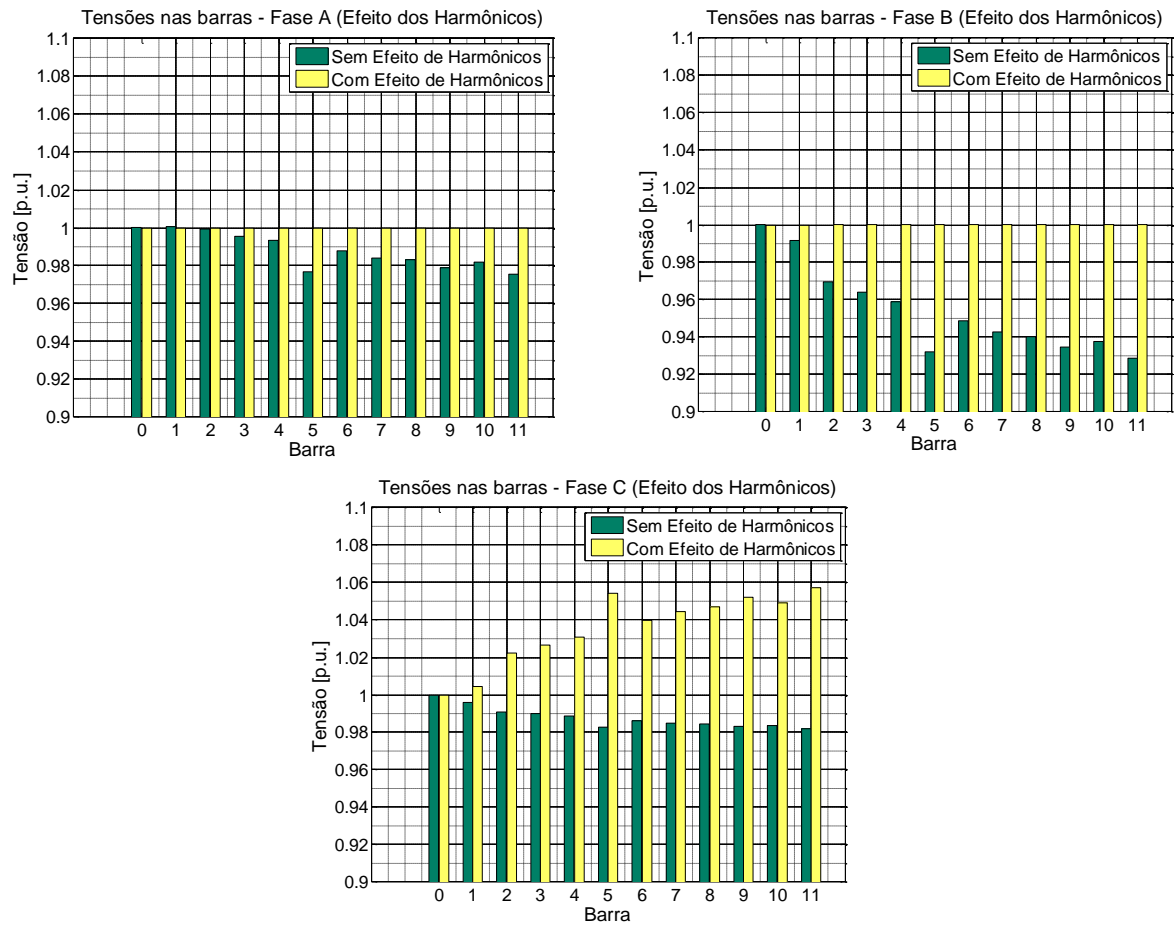 Tensões nas barras - Fase A (Efeito dos Harmônicos)
Sem Efeito de Harmônicos
Com Efeito de Harmônicos
Tensão [p.u.]
1.1
1.08
1.06
1.04
1.02
1
0.98
0.96
0.94
0.92
0.9
0 1 2 3 4 5 6 7 8 9 10 11
Barra
Tensões nas barras - Fase B (Efeito dos Harmônicos)
Sem Efeito de Harmônicos
Com Efeito de Harmônicos
Tensão [p.u.]
1.1
1.08
1.06
1.04
1.02
1
0.98
0.96
0.94
0.92
0.9
0 1 2 3 4 5 6 7 8 9 10 11
Barra
Tensões nas barras - Fase C (Efeito dos Harmônicos)
Sem Efeito de Harmônicos
Com Efeito de Harmônicos
Tensão [p.u.]
1.1
1.08
1.06
1.04
1.02
1
0.98
0.96
0.94
0.92
0.9
0 1 2 3 4 5 6 7 8 9 10 11
Barra